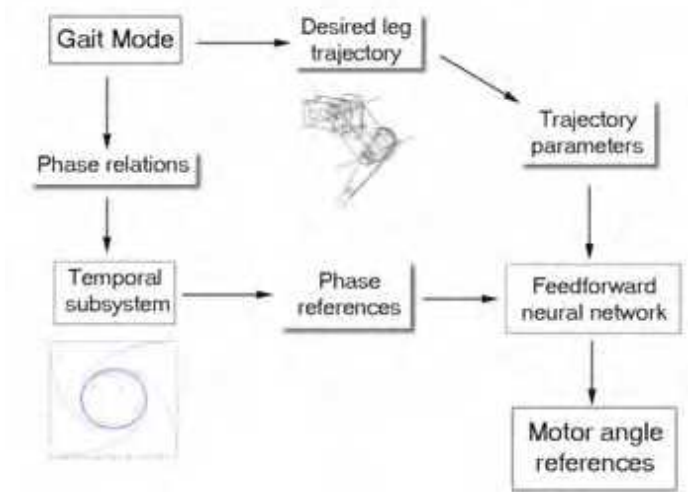 Gait Mode
Desired leg
trajectory
Trajectory
parameters
Phase relations
Temporal
subsystem
Phase
references
Feedforward
neural network
Motor angle
references